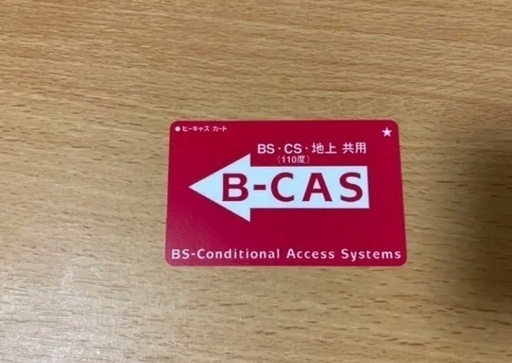 ●ビーキャス カード
★
BS・CS・地上 共用
(110度)
B-CAS
BS-Conditional Access Systems